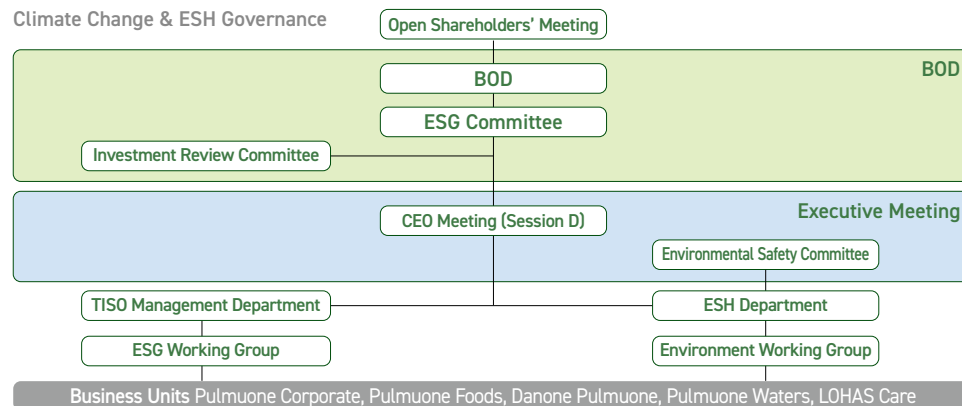 Climate Change & ESH Governance
Open Shareholders’ Meeting
BOD
BOD
ESG Committee
Investment Review Committee
Executive Meeting
CEO Meeting (Session D)
Environmental Safety Committee
TISO Management Department
ESH Department
ESG Working Group
Environment Working Group
Business Units Pulmuone Corporate, Pulmuone Foods, Danone Pulmuone, Pulmuone Waters, LOHAS Care